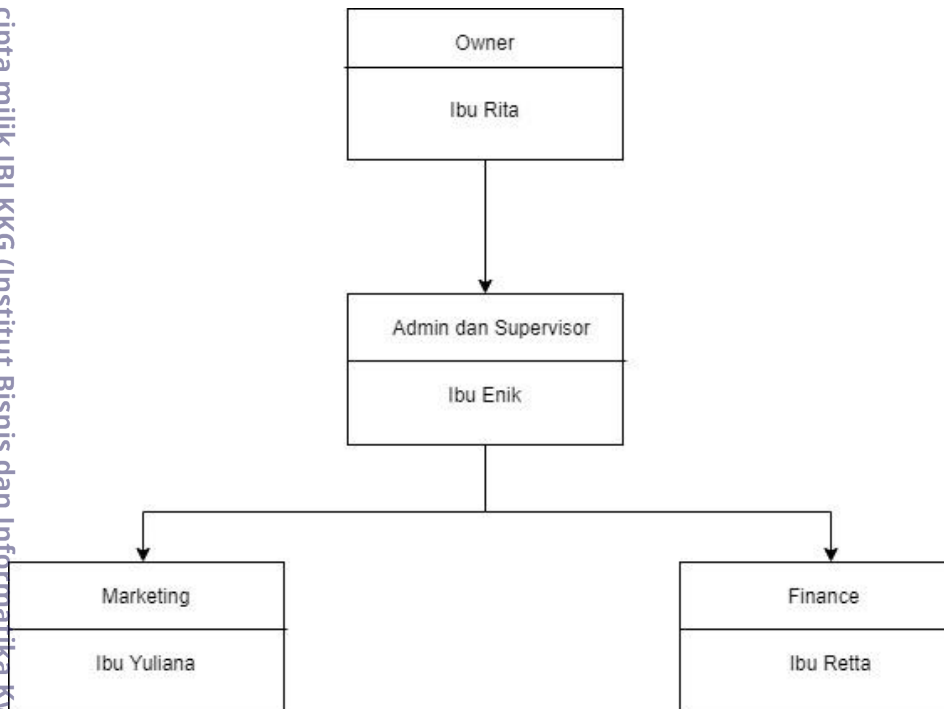 Owner
Ibu Rita
Admin dan Supervisor
Ibu Enik
Marketing
Ibu Yuliana
Finance
Ibu Retta
cipta milik IBI KKG (Institut Bisnis dan Informatika